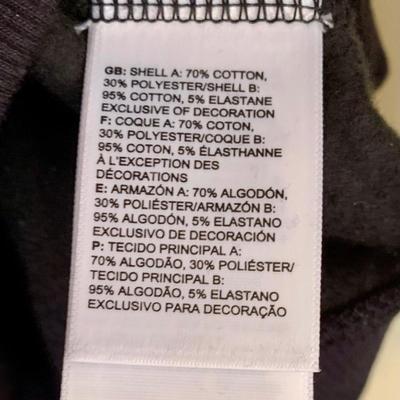 GB: SHELL A: 70% COTTON,
30% POLYESTER/SHELL B:
95% COTTON, 5% ELASTANE
EXCLUSIVE OF DECORATION
F: COQUE A: 70% COTON,
30% POLYESTER/COQUE B:
95% COTON, 5% ÉLASTHANNE
À L'EXCEPTION DES
DÉCORATIONS
E: ARMAZÓN A: 70% ALGODÓN,
30% POLIÉSTER/ARMAZÓN B:
95% ALGODÓN, 5% ELASTANO
EXCLUSIVO DE DECORACIÓN
P: TECIDO PRINCIPAL A:
70% ALGODÃO, 30% POLIÉSTER/
TECIDO PRINCIPAL B:
95% ALGODÃO, 5% ELASTANO
EXCLUSIVO PARA DECORAÇÃO